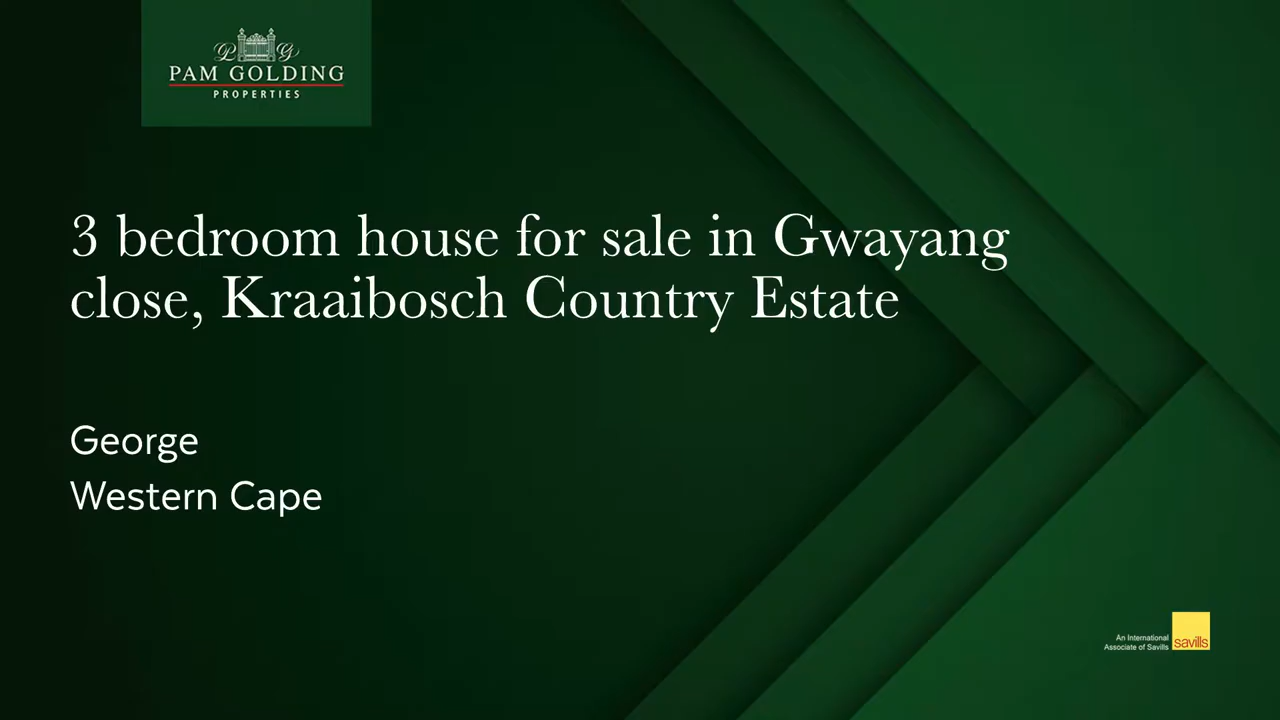 P G
PAM GOLDING
PROPERTIES
3 bedroom house for sale in Gwayang
close, Kraaibosch Country Estate
George
Western Cape
An International
Associate of Savills
savills